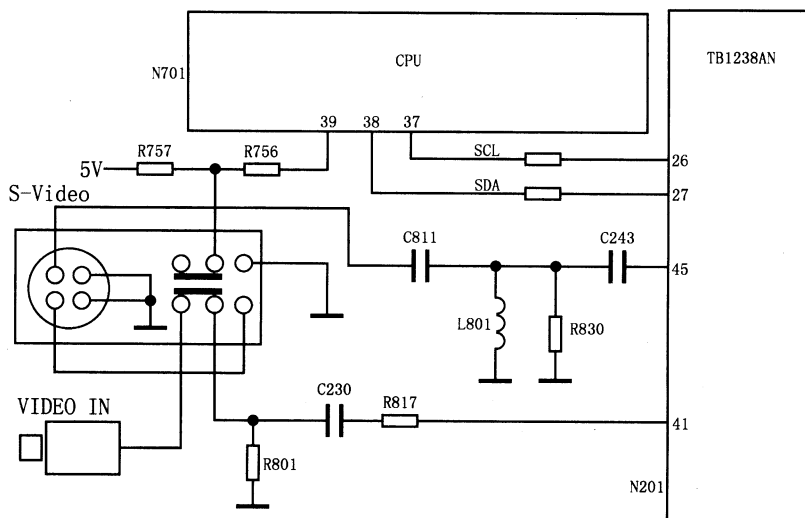 CPU
TB1238AN
N701
39
38
37
R757
R756
SCL
26
5V
SDA
27
S-Video
C811
C243
45
L801
R830
VIDEO IN
C230
R817
41
R801
N201